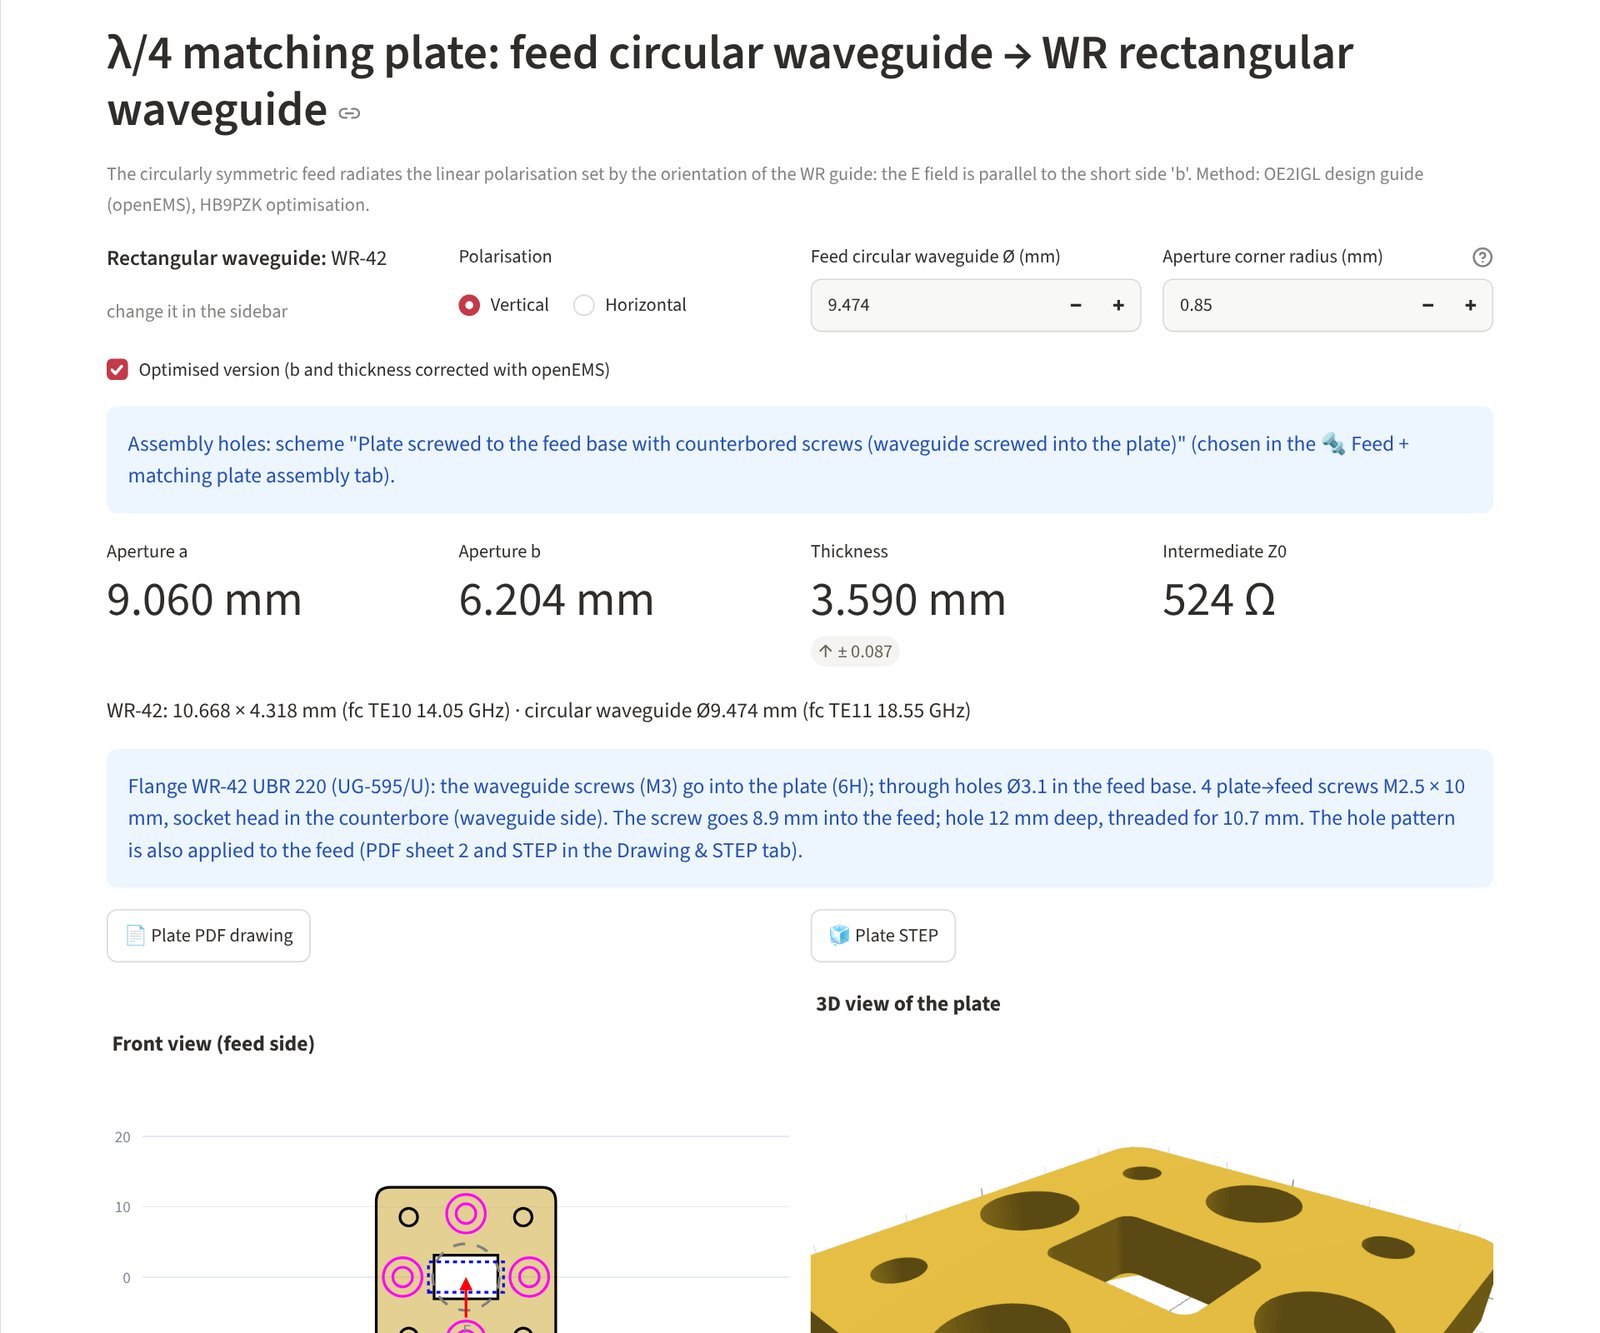 λ/4 matching plate: feed circular waveguide → WR rectangular
waveguide
The circularly symmetric feed radiates the linear polarisation set by the orientation of the WR guide: the E field is parallel to the short side 'b'. Method: OE2IGL design guide
(openEMS), HB9PZK optimisation.
Rectangular waveguide: WR-42
change it in the sidebar
Polarisation
Vertical
Horizontal
Feed circular waveguide Ø (mm)
9.474
− +
Aperture corner radius (mm)
?
0.85
− +
Optimised version (b and thickness corrected with openEMS)
Assembly holes: scheme "Plate screwed to the feed base with counterbored screws (waveguide screwed into the plate)" (chosen in the 🔩 Feed +
matching plate assembly tab).
Aperture a
9.060 mm
Aperture b
6.204 mm
Thickness
3.590 mm
↑ ± 0.087
Intermediate Z0
524 Ω
WR-42: 10.668 × 4.318 mm (fc TE10 14.05 GHz) · circular waveguide Ø9.474 mm (fc TE11 18.55 GHz)
Flange WR-42 UBR 220 (UG-595/U): the waveguide screws (M3) go into the plate (6H); through holes Ø3.1 in the feed base. 4 plate→feed screws M2.5 × 10
mm, socket head in the counterbore (waveguide side). The screw goes 8.9 mm into the feed; hole 12 mm deep, threaded for 10.7 mm. The hole pattern
is also applied to the feed (PDF sheet 2 and STEP in the Drawing & STEP tab).
📄 Plate PDF drawing
🧊 Plate STEP
Front view (feed side)
20
10
0
3D view of the plate